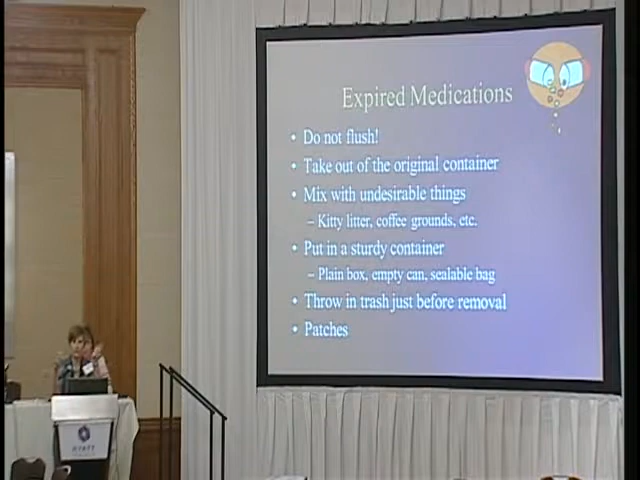 Expired Medications
• Do not flush!
• Take out of the original container
• Mix with undesirable things
– Kitty litter, coffee grounds, etc.
• Put in a sturdy container
– Plain box, empty can, sealable bag
• Throw in trash just before removal
• Patches
HYATT